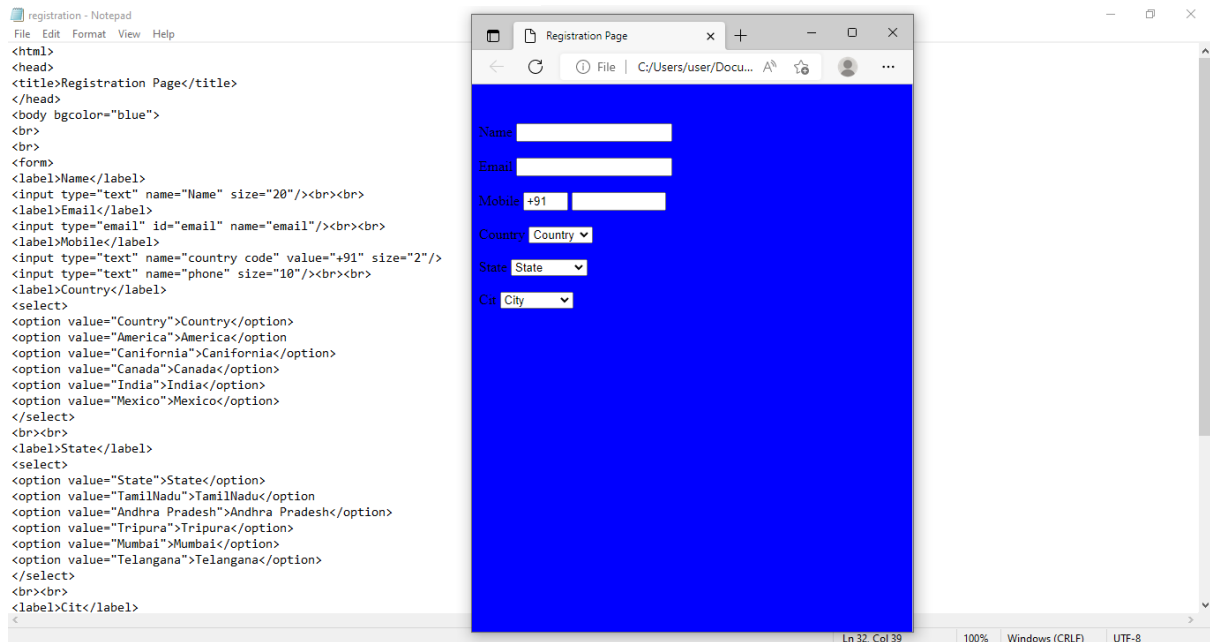 registration - Notepad
File Edit Format View Help
<html>
<head>
<title>Registration Page</title>
</head>
<body bgcolor="blue">
<br>
<br>
<form>
<label>Name</label>
<input type="text" name="Name" size="20"/><br><br>
<label>Email</label>
<input type="email" id="email" name="email"/><br><br>
<label>Mobile</label>
<input type="text" name="country code" value="+91" size="2"/>
<input type="text" name="phone" size="10"/><br><br>
<label>Country</label>
<select>
<option value="Country">Country</option>
<option value="America">America</option
<option value="Canifornia">Canifornia</option>
<option value="Canada">Canada</option>
<option value="India">India</option>
<option value="Mexico">Mexico</option>
</select>
<br><br>
<label>State</label>
<select>
<option value="State">State</option>
<option value="TamilNadu">TamilNadu</option
<option value="Andhra Pradesh">Andhra Pradesh</option>
<option value="Tripura">Tripura</option>
<option value="Mumbai">Mumbai</option>
<option value="Telangana">Telangana</option>
</select>
<br><br>
<label>Cit</label>
Registration Page
File C:/Users/user/Docu...
Name
Email
Mobile +91
Country Country
State State
Cit City
Ln 32, Col 39 100% Windows (CRLF) UTF-8